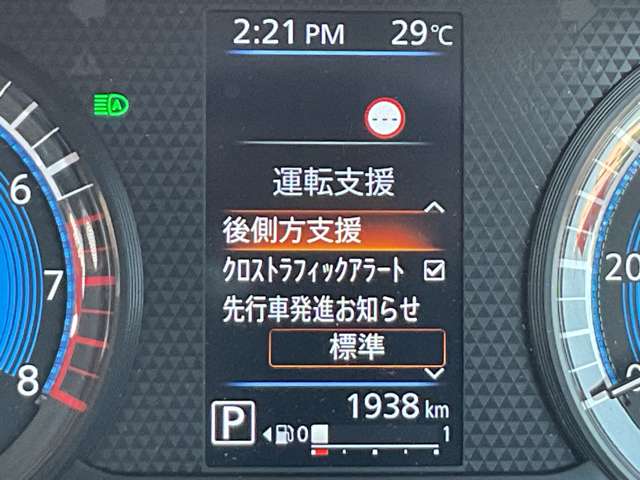 2:21 PM 29℃
---
運転支援
後側方支援
クロストラフィックアラート
先行車発進お知らせ
標準
1938 km
P 0 1
6
7
8
20
A